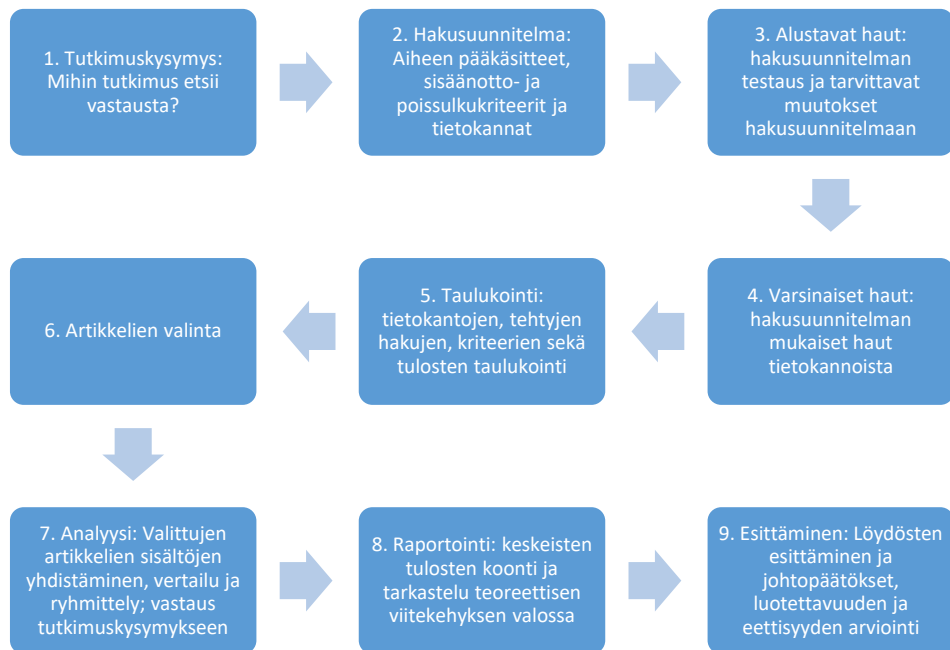 1. Tutkimuskysymys:
Mihin tutkimus etsii
vastausta?
2. Hakusuunnitelma:
Aiheen pääkäsitteet,
sisäänotto- ja
poissulkukriteerit ja
tietokannat
3. Alustavat haut:
hakusuunnitelman
testaus ja tarvittavat
muutokset
hakusuunnitelmaan
4. Varsinaiset haut:
hakusuunnitelman
mukaiset haut
tietokannoista
5. Taulukointi:
tietokantojen, tehtyjen
hakujen, kriteerien sekä
tulosten taulukointi
6. Artikkelien valinta
7. Analyysi: Valittujen
artikkelien sisältöjen
yhdistäminen, vertailu ja
ryhmittely; vastaus
tutkimuskysymykseen
8. Raportointi: keskeisten
tulosten koonti ja
tarkastelu teoreettisen
viitekehyksen valossa
9. Esittäminen: Löydösten
esittäminen ja
johtopäätökset,
luotettavuuden ja
eettisyyden arviointi